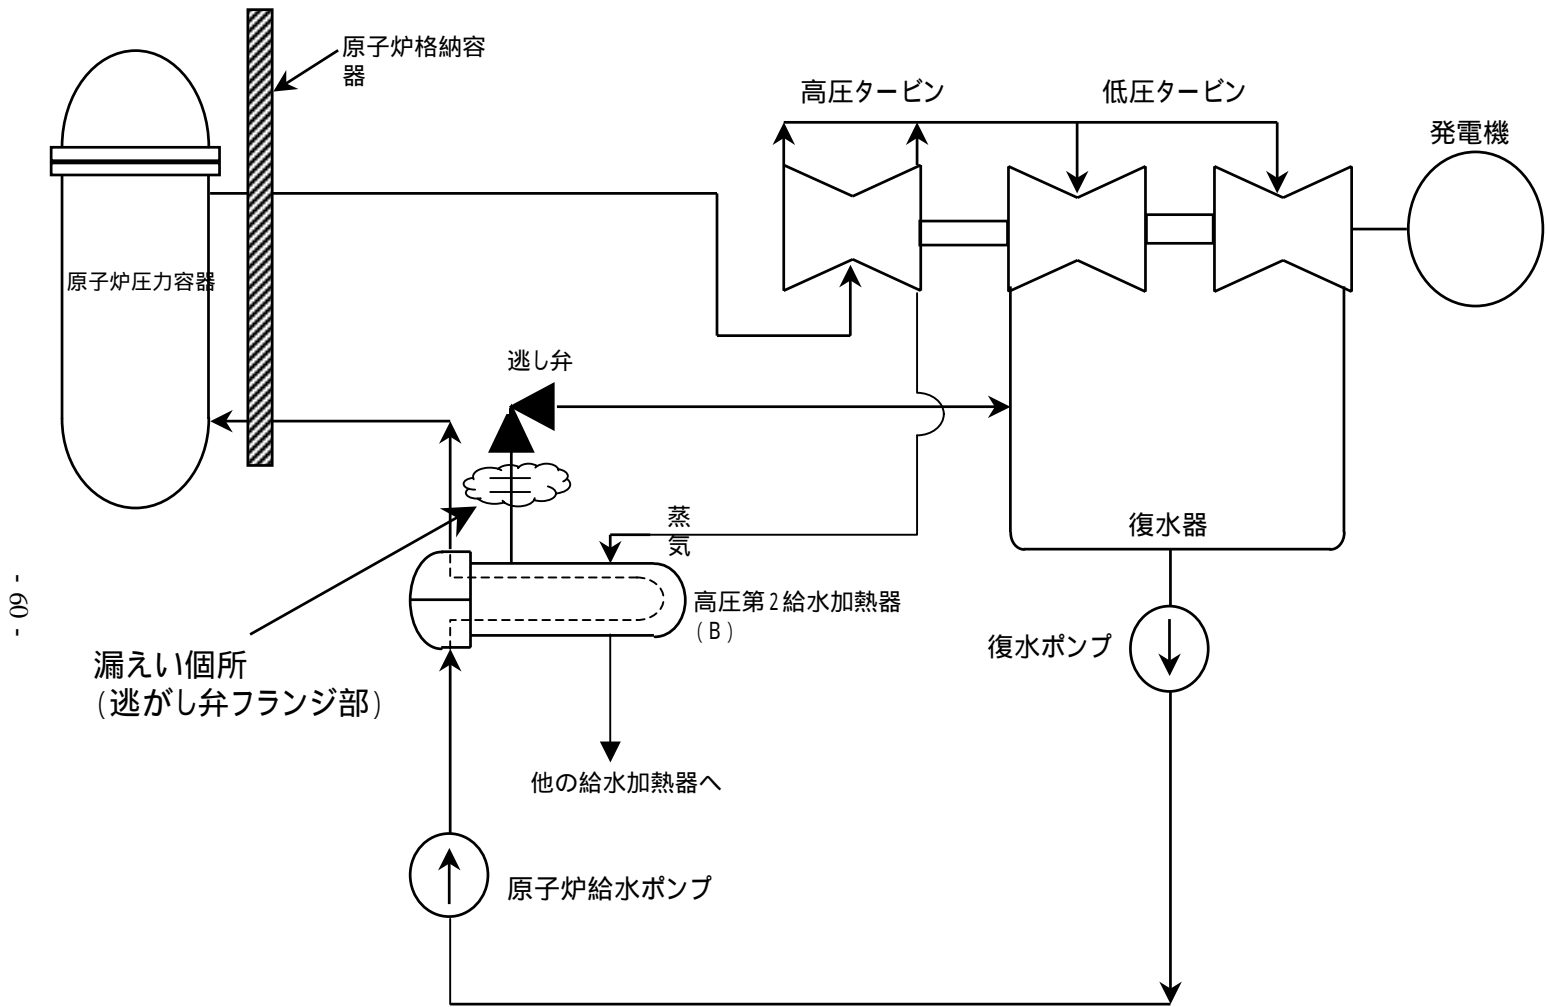 原子炉格納容
器
高圧タービン
低圧タービン
発電機
原子炉圧力容器
逃し弁
蒸
気
復水器
高圧第2給水加熱器
(B)
復水ポンプ
漏えい個所
(逃がし弁フランジ部)
他の給水加熱器へ
原子炉給水ポンプ
- 60 -